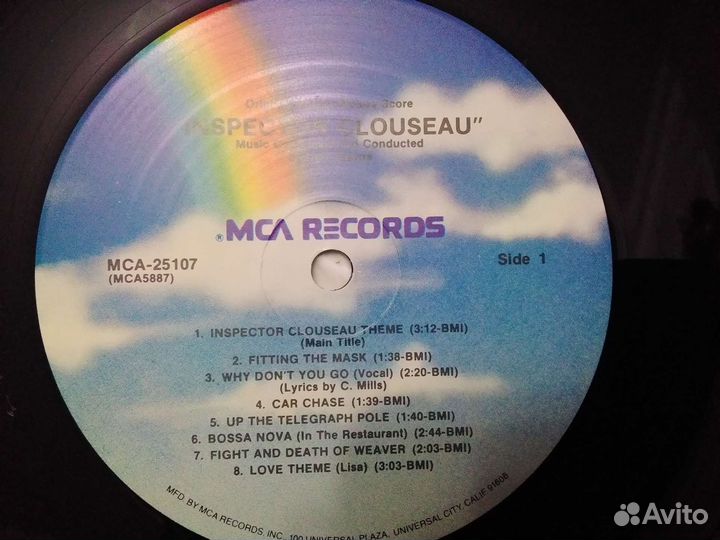 Score
INSPECTOR CLOUSEAU"
Music Conducted
®MCA RECORDS
MCA-25107
(MCA5887)
Side 1
1. INSPECTOR CLOUSEAU THEME (3:12-BMI)
(Main Title)
2. FITTING THE MASK (1:38-BMI)
3. WHY DON'T YOU GO (Vocal) (2:20-BMI)
(Lyrics by C. Mills)
4. CAR CHASE (1:39-BMI)
5. UP THE TELEGRAPH POLE (1:40-BMI)
6. BOSSA NOVA (In The Restaurant) (2:44-BMI)
7. FIGHT AND DEATH OF WEAVER (2:03-BMI)
8. LOVE THEME (Lisa) (3:03-BMI)
MFD BY MCA RECORDS, INC., 100 UNIVERSAL PLAZA, UNIVERSAL CITY, CALIF. 91608
Avito